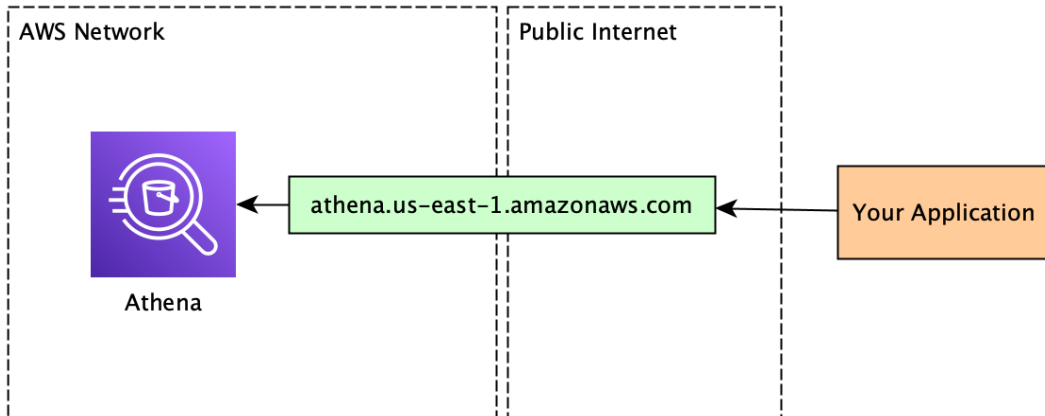 AWS Network
Public Internet
athena.us-east-1.amazonaws.com
Your Application
Athena